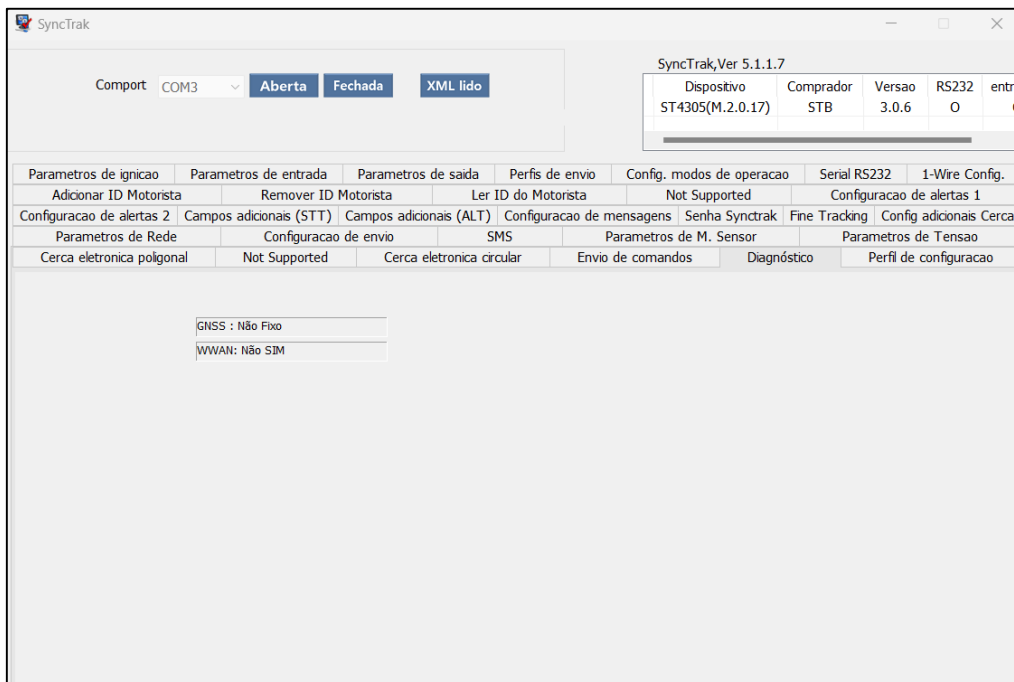 SyncTrak
SyncTrak,Ver 5.1.1.7
Comport COM3 Aberta Fechada XML lido
Dispositivo Comprador Versao RS232 entr
ST4305(M.2.0.17) STB 3.0.6 O
Parametros de ignicao Parametros de entrada Parametros de saida Perfis de envio Config. modos de operacao Serial RS232 1-Wire Config.
Adicionar ID Motorista Remover ID Motorista Ler ID do Motorista Not Supported Configuracao de alertas 1
Configuracao de alertas 2 Campos adicionais (STT) Campos adicionais (ALT) Configuracao de mensagens Senha Synctrak Fine Tracking Config adicionais Cerca
Parametros de Rede Configuracao de envio SMS Parametros de M. Sensor Parametros de Tensao
Cerca eletronica poligonal Not Supported Cerca eletronica circular Envio de comandos Diagnóstico Perfil de configuracao
GNSS : Não Fixo
WWAN: Não SIM